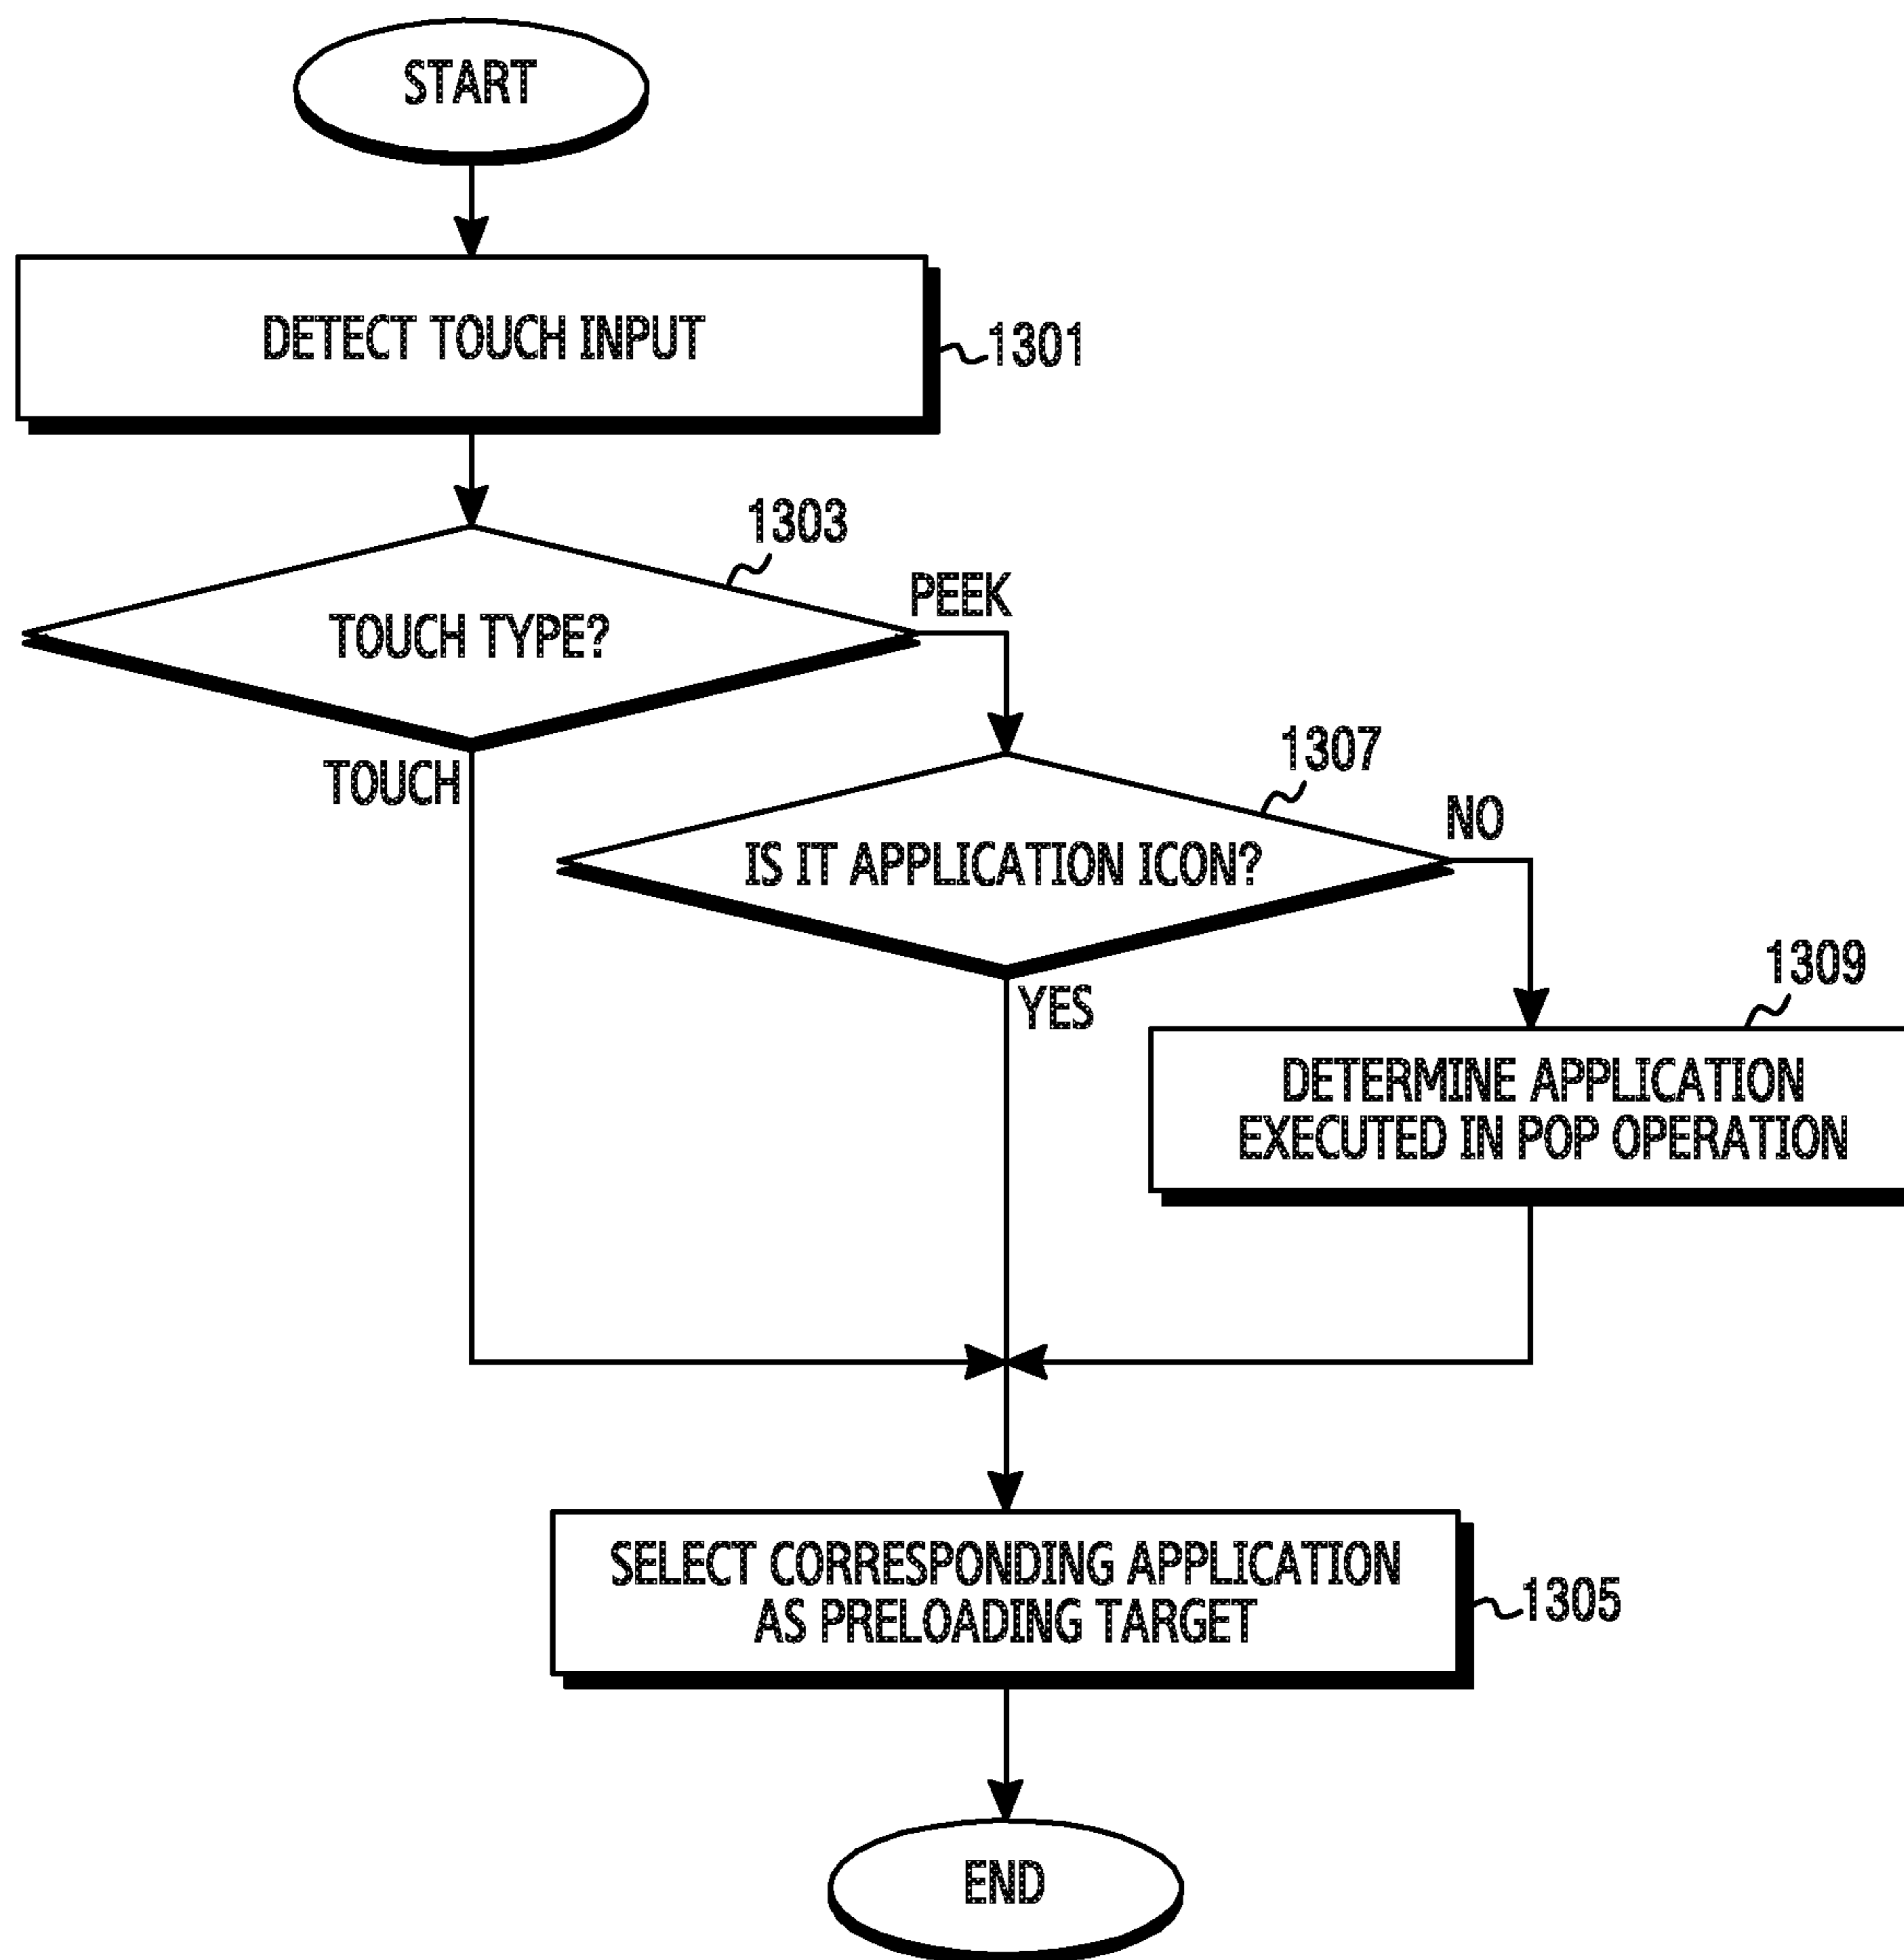 START
DETECT TOUCH INPUT
1301
1303
TOUCH TYPE?
PEEK
TOUCH
1307
IS IT APPLICATION ICON?
NO
YES
1309
DETERMINE APPLICATION
EXECUTED IN POP OPERATION
SELECT CORRESPONDING APPLICATION
AS PRELOADING TARGET
1305
END